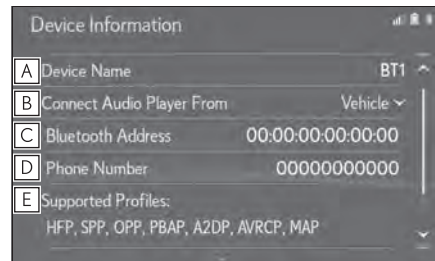 Device Information
A Device Name BT1
B Connect Audio Player From Vehicle
C Bluetooth Address 00:00:00:00:00:00
D Phone Number 00000000000
E Supported Profiles:
HFP, SPP, OPP, PBAP, A2DP, AVRCP, MAP